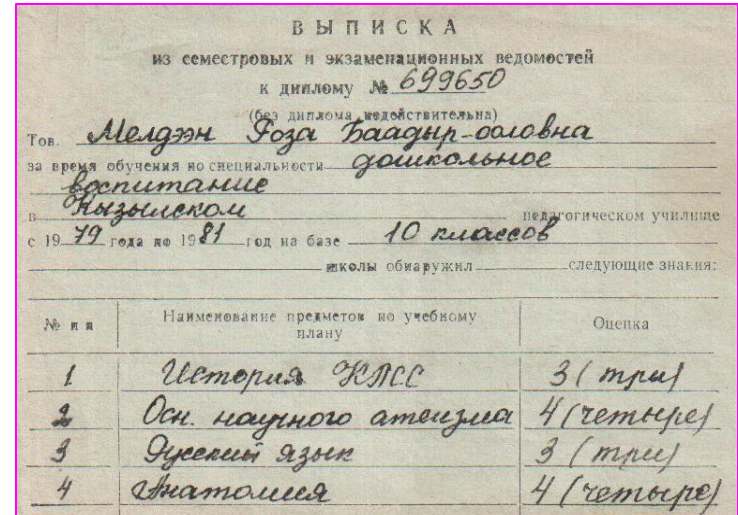 ВЫПИСКА
из семестровых и экзаменационных ведомостей
к диплому № 699650
(без диплома недействительна)
Тов. Мелдээн Роза Баадыр-ооловна
за время обучения по специальности дошкольное
воспитание
в Кызылском педагогическом училище
с 1979 года по 1981 год на базе 10 классов
школы обнаружил следующие знания:
№ п п Наименование предметов по учебному плану Оценка
1 История КПСС 3 (три)
2 Осн. научного атеизма 4 (четыре)
3 Русский язык 3 (три)
4 Анатомия 4 (четыре)